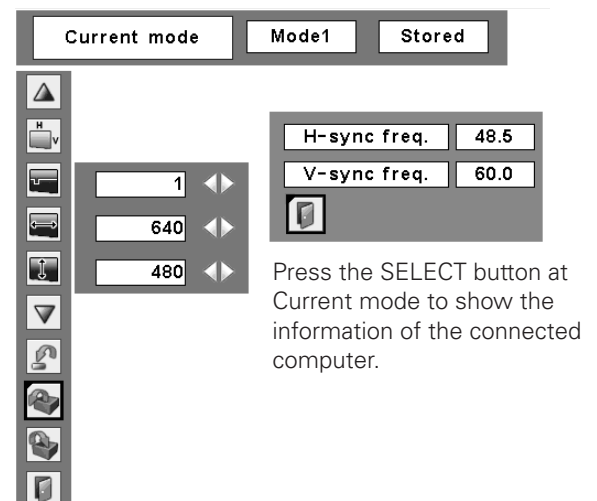 Current mode Mode1 Stored
H V
H-sync freq. 48.5
V-sync freq. 60.0
1
640
480
Press the SELECT button at
Current mode to show the
information of the connected
computer.